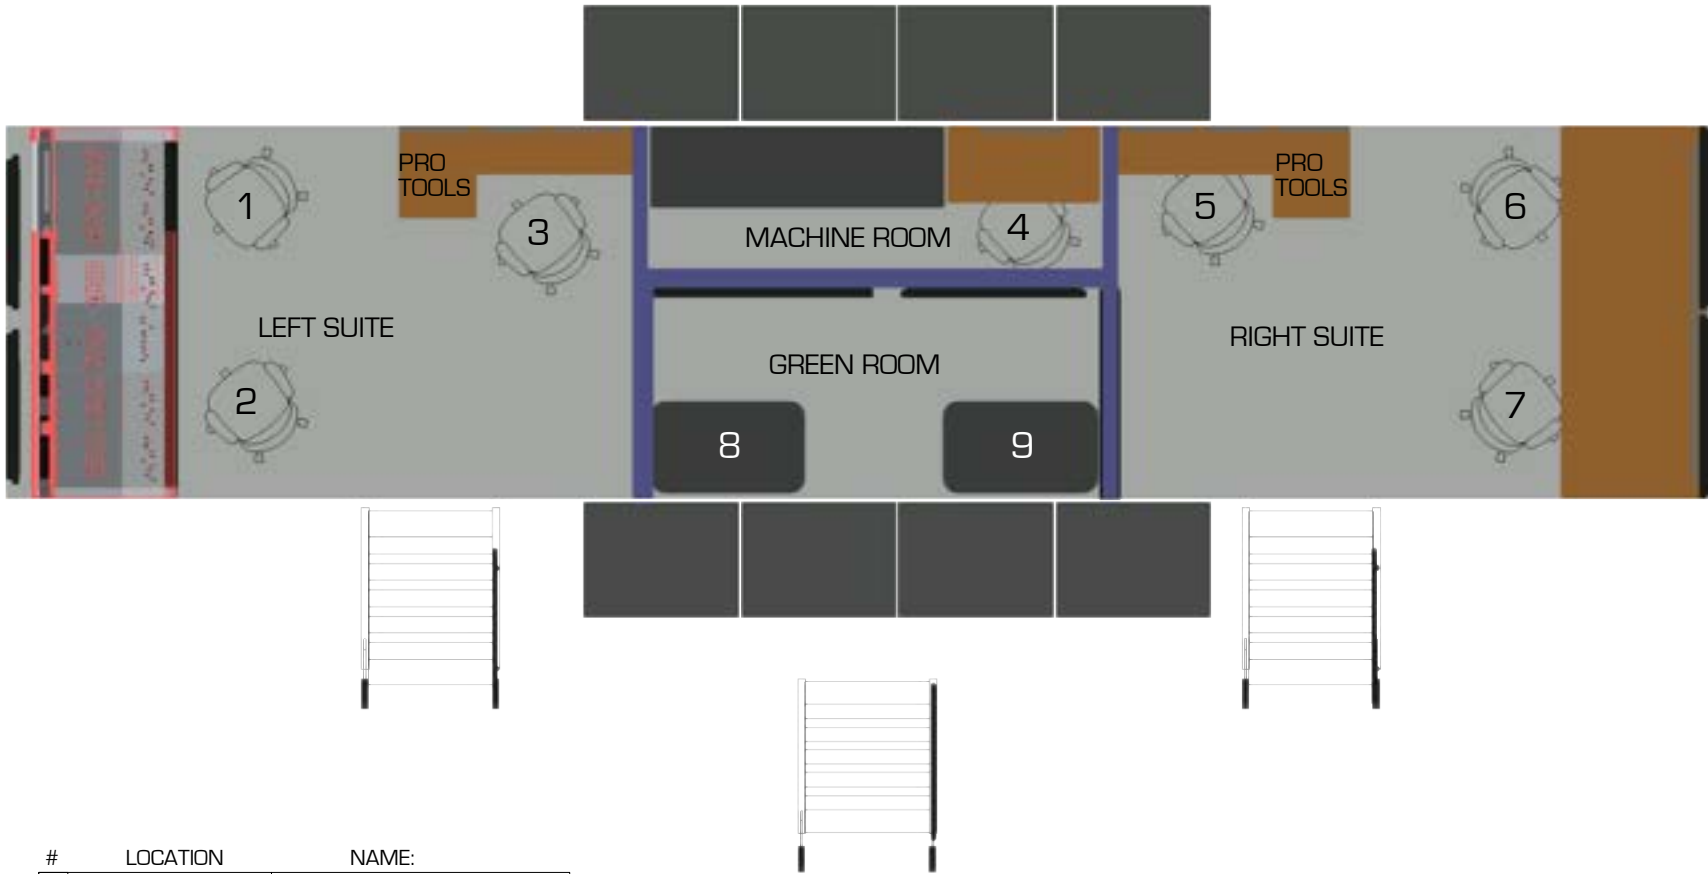 PRO
TOOLS
PRO
TOOLS
1
3
4
5
6
MACHINE ROOM
LEFT SUITE
RIGHT SUITE
GREEN ROOM
2
7
8
9
# LOCATION NAME: